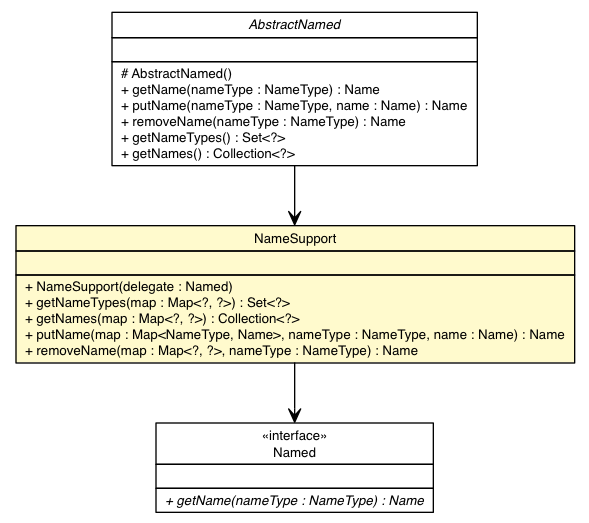 AbstractNamed
# AbstractNamed()
+ getName(nameType : NameType) : Name
+ putName(nameType : NameType, name : Name) : Name
+ removeName(nameType : NameType) : Name
+ getNameTypes() : Set<?>
+ getNames() : Collection<?>
NameSupport
+ NameSupport(delegate : Named)
+ getNameTypes(map : Map<?, ?>) : Set<?>
+ getNames(map : Map<?, ?>) : Collection<?>
+ putName(map : Map<NameType, Name>, nameType : NameType, name : Name) : Name
+ removeName(map : Map<?, ?>, nameType : NameType) : Name
«interface»
Named
+ getName(nameType : NameType) : Name